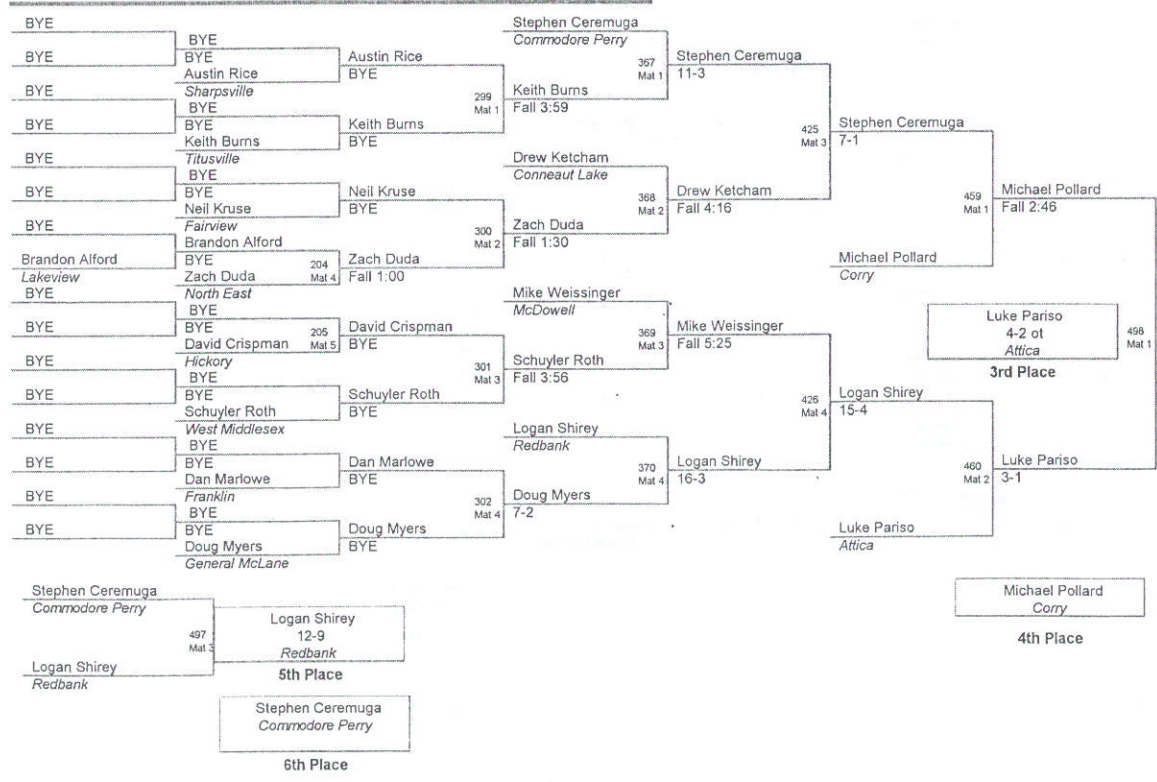 BYE
BYE
BYE
BYE
BYE
BYE
BYE
Brandon Alford
Lakeview
BYE
BYE
BYE
BYE
BYE
BYE
BYE
BYE
BYE
BYE
Austin Rice
Sharpsville
BYE
BYE
Keith Burns
Titusville
BYE
BYE
Neil Kruse
Fairview
Brandon Alford
BYE
204
Zach Duda
Mat 4
North East
BYE
BYE
205
David Crispman
Mat 5
Hickory
BYE
BYE
Schuyler Roth
West Middlesex
BYE
BYE
Dan Marlowe
Franklin
BYE
BYE
Doug Myers
General McLane
Austin Rice
BYE
299
Mat 1
Keith Burns
BYE
Neil Kruse
BYE
300
Mat 2
Zach Duda
Fall 1:00
David Crispman
BYE
301
Mat 3
Schuyler Roth
BYE
Dan Marlowe
BYE
302
Mat 4
Doug Myers
BYE
Stephen Ceremuga
Commodore Perry
367
Mat 1
Keith Burns
Fall 3:59
Drew Ketcham
Conneaut Lake
368
Mat 2
Zach Duda
Fall 1:30
Mike Weissinger
McDowell
369
Mat 3
Schuyler Roth
Fall 3:56
Logan Shirey
Redbank
370
Mat 4
Doug Myers
7-2
Stephen Ceremuga
11-3
425
Mat 3
Drew Ketcham
Fall 4:16
Mike Weissinger
Fall 5:25
426
Mat 4
Logan Shirey
16-3
Stephen Ceremuga
7-1
459
Mat 1
Michael Pollard
Corry
Logan Shirey
15-4
460
Mat 2
Luke Pariso
Attica
Michael Pollard
Fall 2:46
Luke Pariso
4-2 ot
Attica
3rd Place
498
Mat 1
Luke Pariso
3-1
Michael Pollard
Corry
4th Place
Stephen Ceremuga
Commodore Perry
497
Mat 3
Logan Shirey
Redbank
Logan Shirey
12-9
Redbank
5th Place
Stephen Ceremuga
Commodore Perry
6th Place